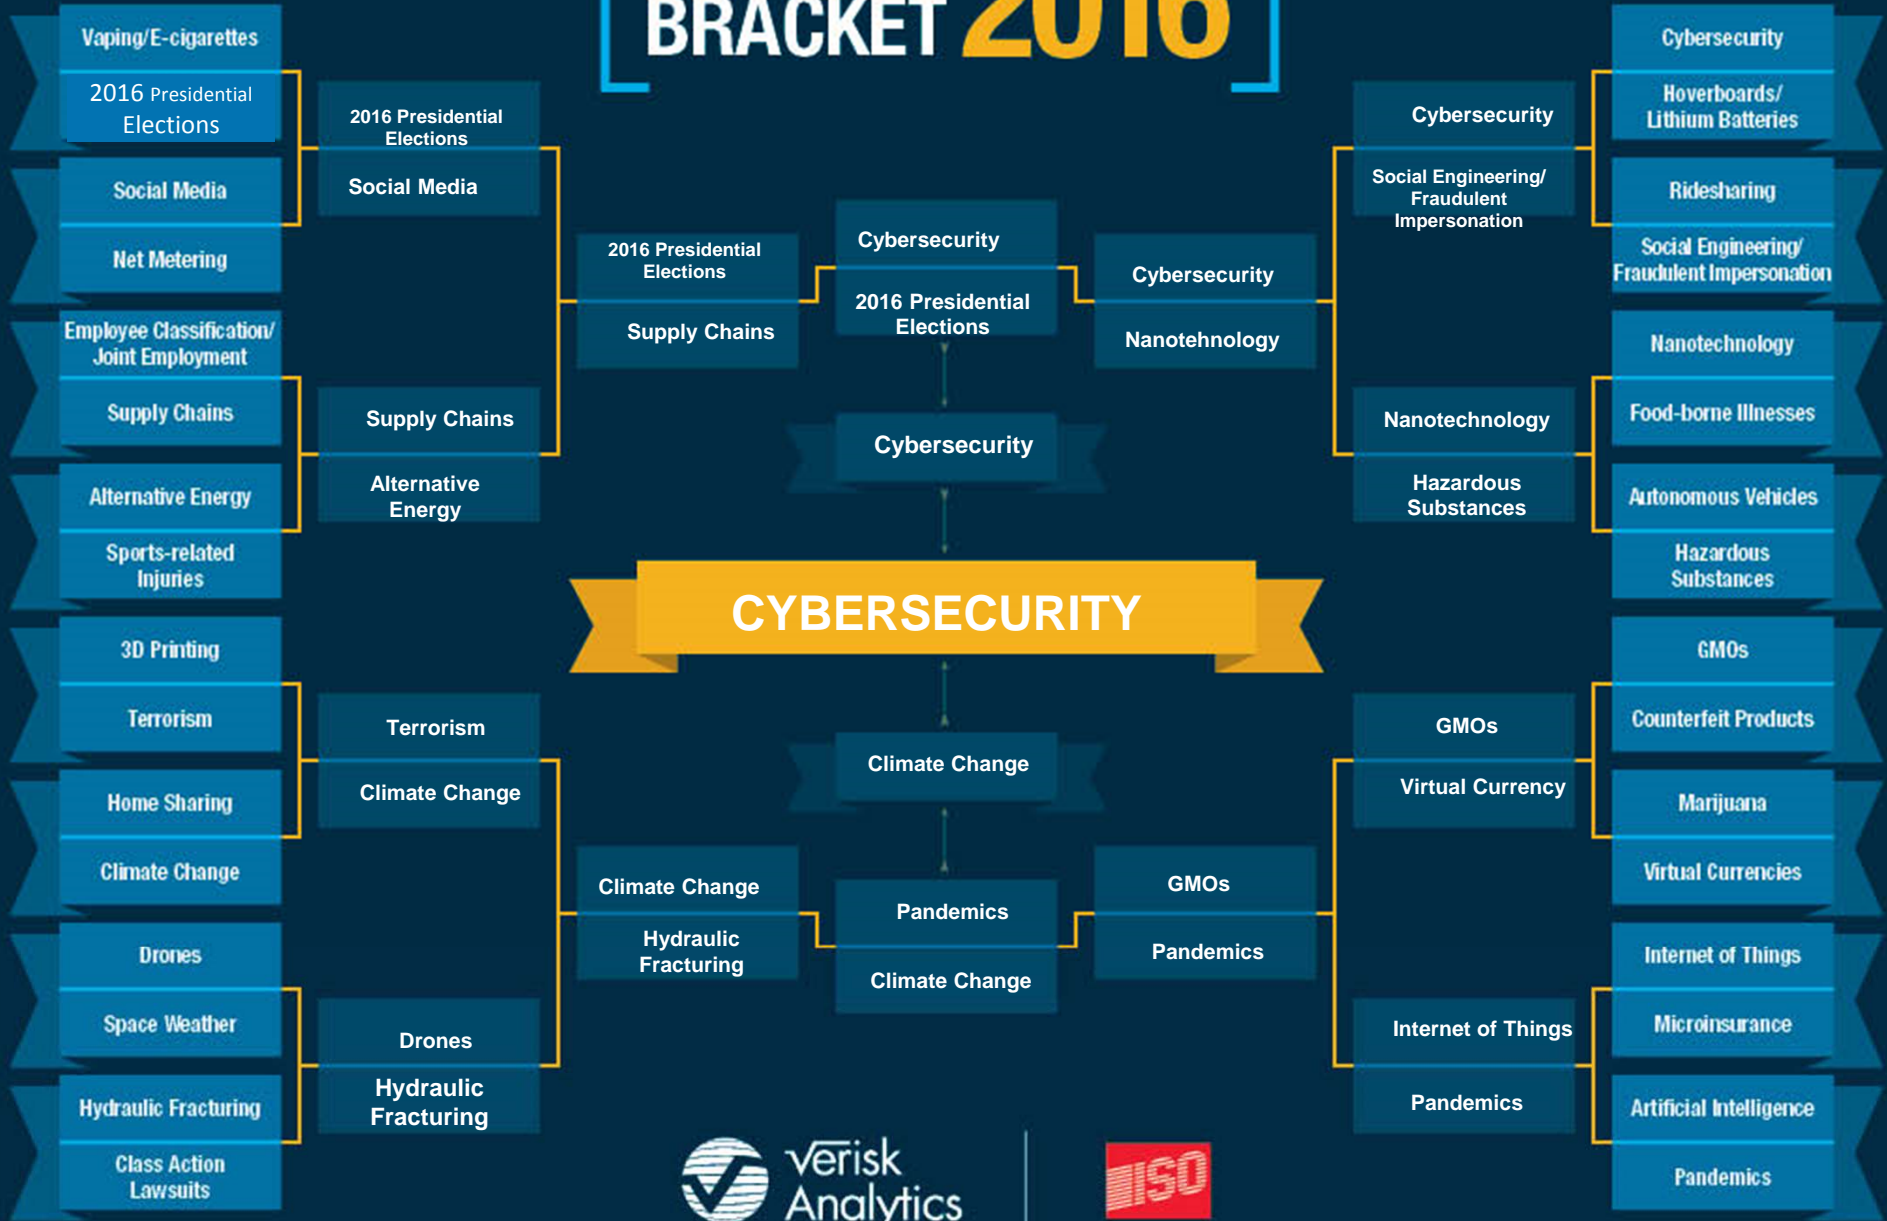 BRACKET 2016
Vaping/E-cigarettes
2016 Presidential
Elections
Social Media
Net Metering
Employee Classification/
Joint Employment
Supply Chains
Alternative Energy
Sports-related
Injuries
3D Printing
Terrorism
Home Sharing
Climate Change
Drones
Space Weather
Hydraulic Fracturing
Class Action
Lawsuits
2016 Presidential
Elections
Social Media
Supply Chains
Alternative
Energy
Terrorism
Climate Change
Drones
Hydraulic
Fracturing
2016 Presidential
Elections
Supply Chains
Climate Change
Hydraulic
Fracturing
Cybersecurity
2016 Presidential
Elections
Cybersecurity
CYBERSECURITY
Climate Change
Pandemics
Climate Change
Cybersecurity
Nanotehnology
GMOs
Pandemics
Cybersecurity
Social Engineering/
Fraudulent
Impersonation
Nanotechnology
Hazardous
Substances
GMOs
Virtual Currency
Internet of Things
Pandemics
Cybersecurity
Hoverboards/
Lithium Batteries
Ridesharing
Social Engineering/
Fraudulent Impersonation
Nanotechnology
Food-borne Illnesses
Autonomous Vehicles
Hazardous
Substances
GMOs
Counterfeit Products
Marijuana
Virtual Currencies
Internet of Things
Microinsurance
Artificial Intelligence
Pandemics
Verisk
Analytics
ISO